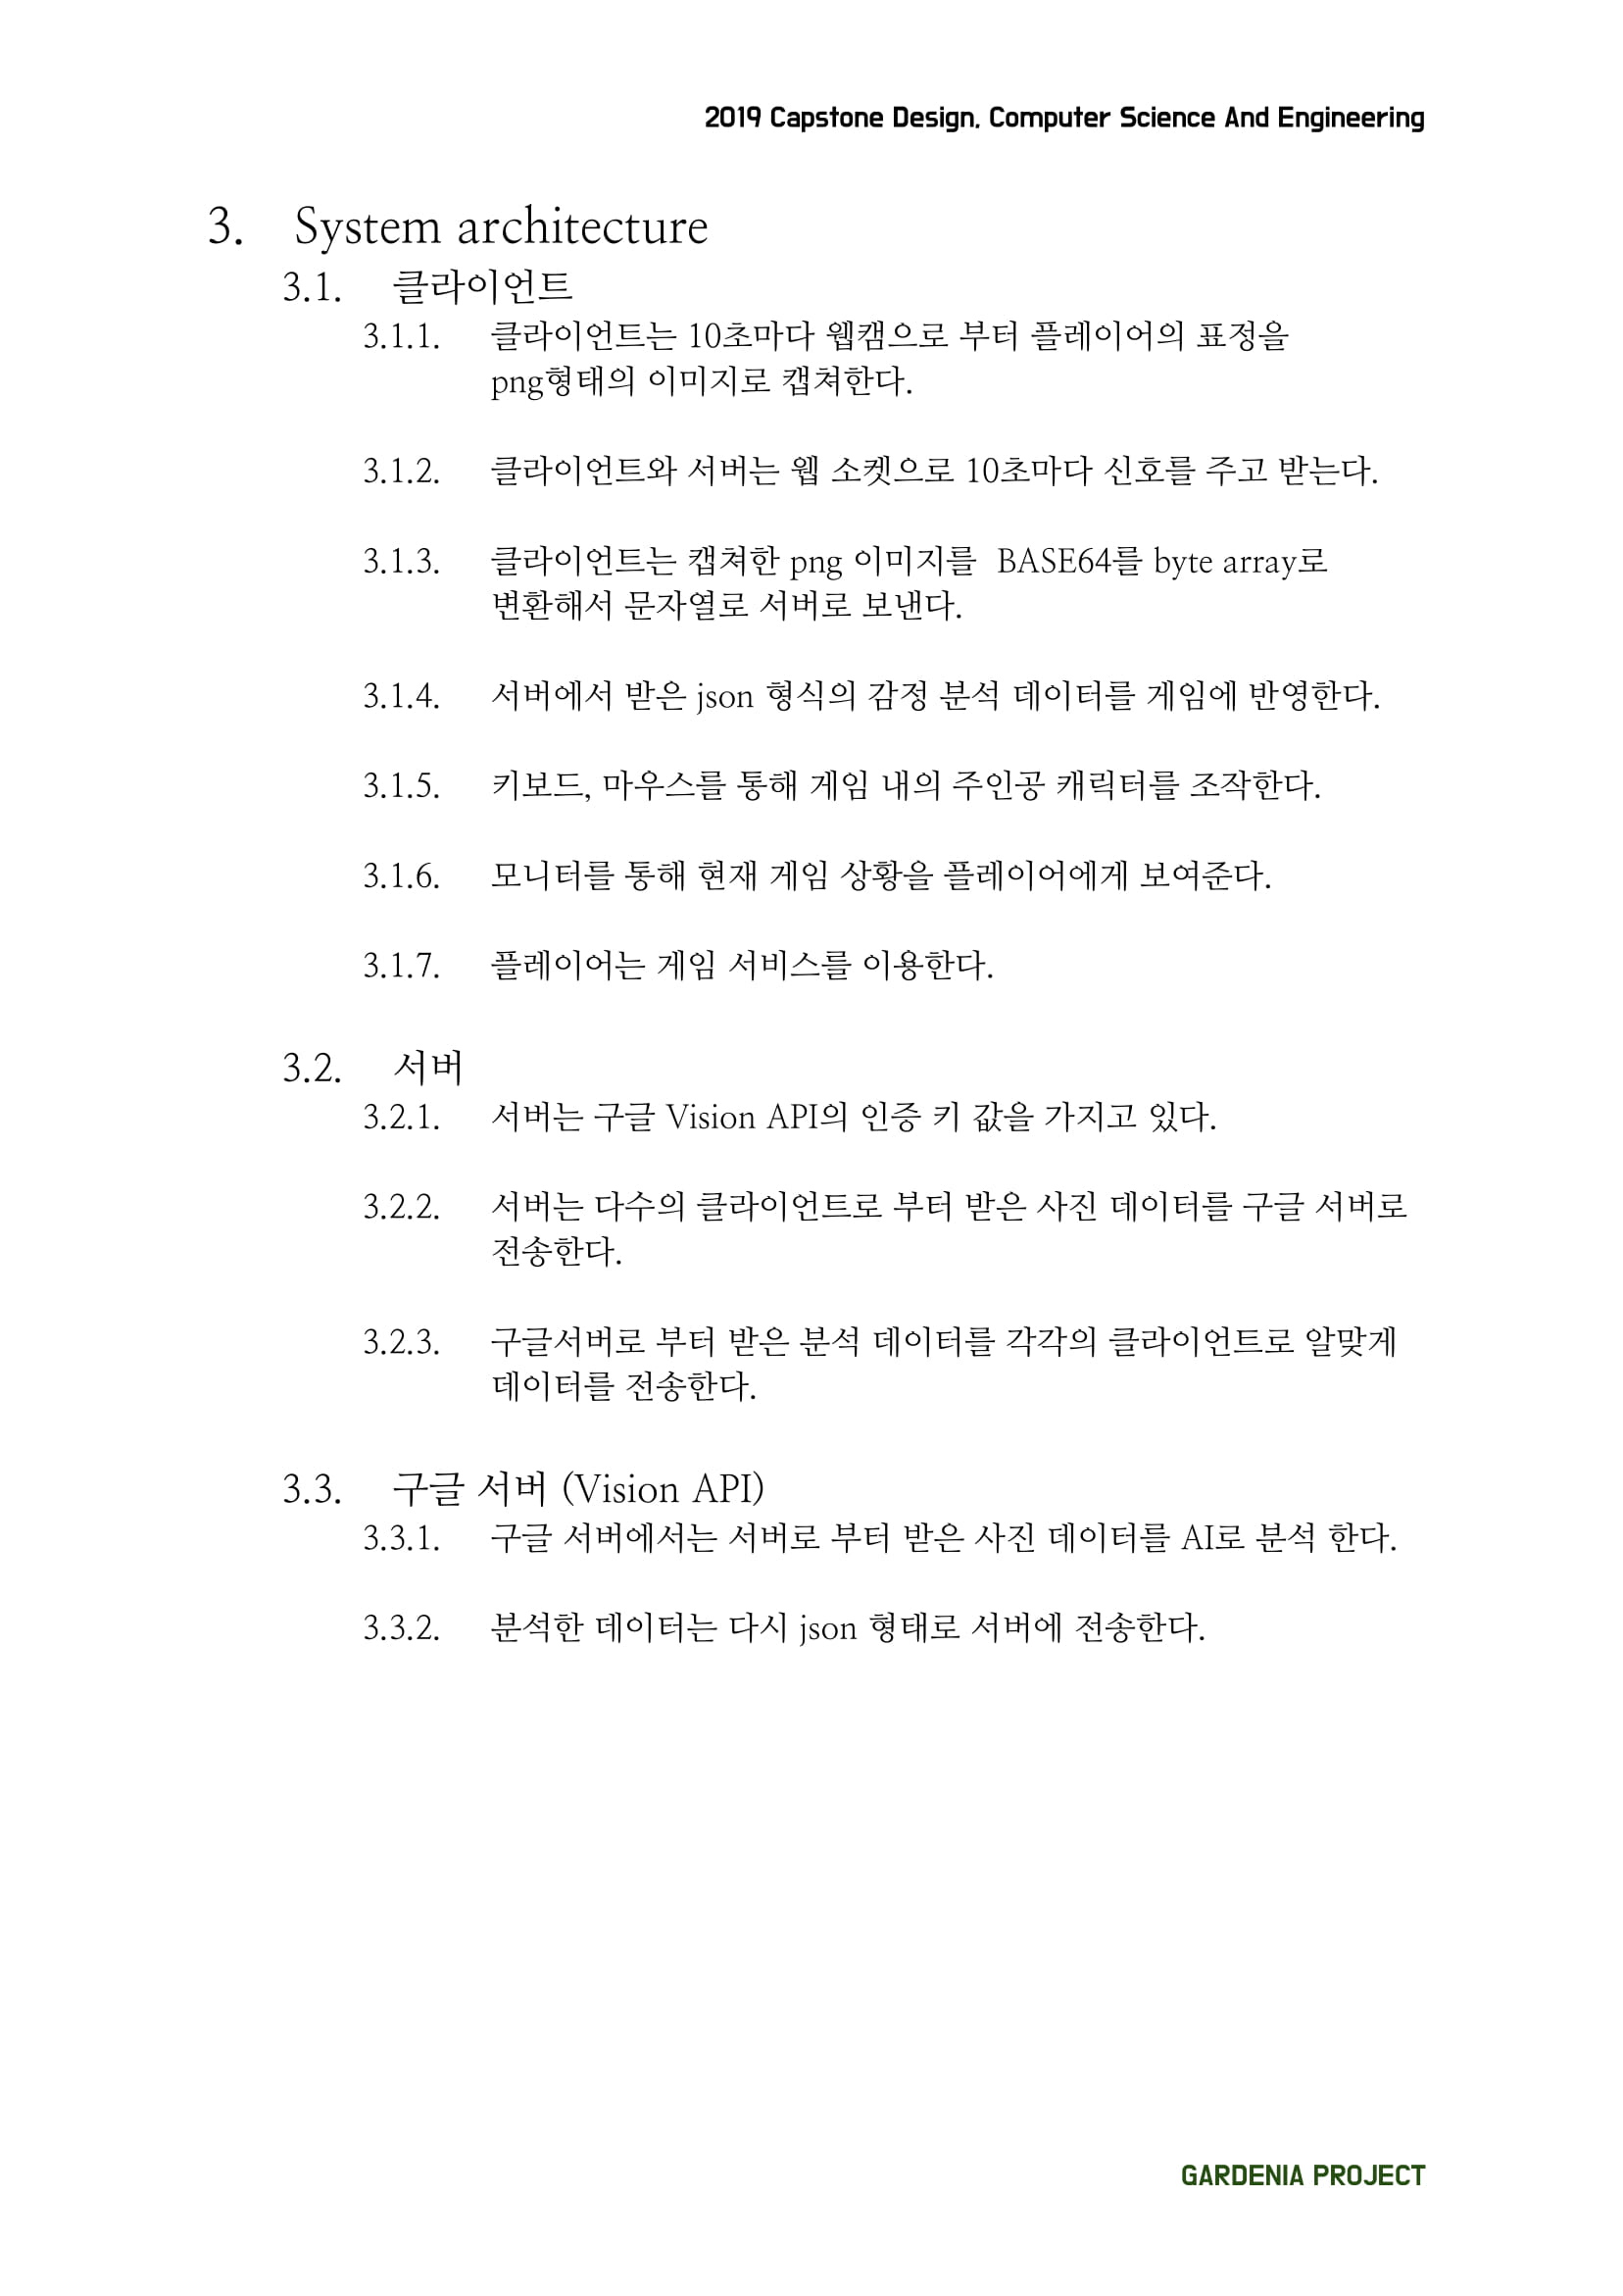 2019 Capstone Design, Computer Science And Engineering
3. System architecture
3.1. 클라이언트
3.1.1. 클라이언트는 10초마다 웹캠으로 부터 플레이어의 표정을
png형태의 이미지로 캡쳐한다.
3.1.2. 클라이언트와 서버는 웹 소켓으로 10초마다 신호를 주고 받는다.
3.1.3. 클라이언트는 캡쳐한 png 이미지를 BASE64를 byte array로
변환해서 문자열로 서버로 보낸다.
3.1.4. 서버에서 받은 json 형식의 감정 분석 데이터를 게임에 반영한다.
3.1.5. 키보드, 마우스를 통해 게임 내의 주인공 캐릭터를 조작한다.
3.1.6. 모니터를 통해 현재 게임 상황을 플레이어에게 보여준다.
3.1.7. 플레이어는 게임 서비스를 이용한다.
3.2. 서버
3.2.1. 서버는 구글 Vision API의 인증 키 값을 가지고 있다.
3.2.2. 서버는 다수의 클라이언트로 부터 받은 사진 데이터를 구글 서버로
전송한다.
3.2.3. 구글서버로 부터 받은 분석 데이터를 각각의 클라이언트로 알맞게
데이터를 전송한다.
3.3. 구글 서버 (Vision API)
3.3.1. 구글 서버에서는 서버로 부터 받은 사진 데이터를 AI로 분석 한다.
3.3.2. 분석한 데이터는 다시 json 형태로 서버에 전송한다.
GARDENIA PROJECT